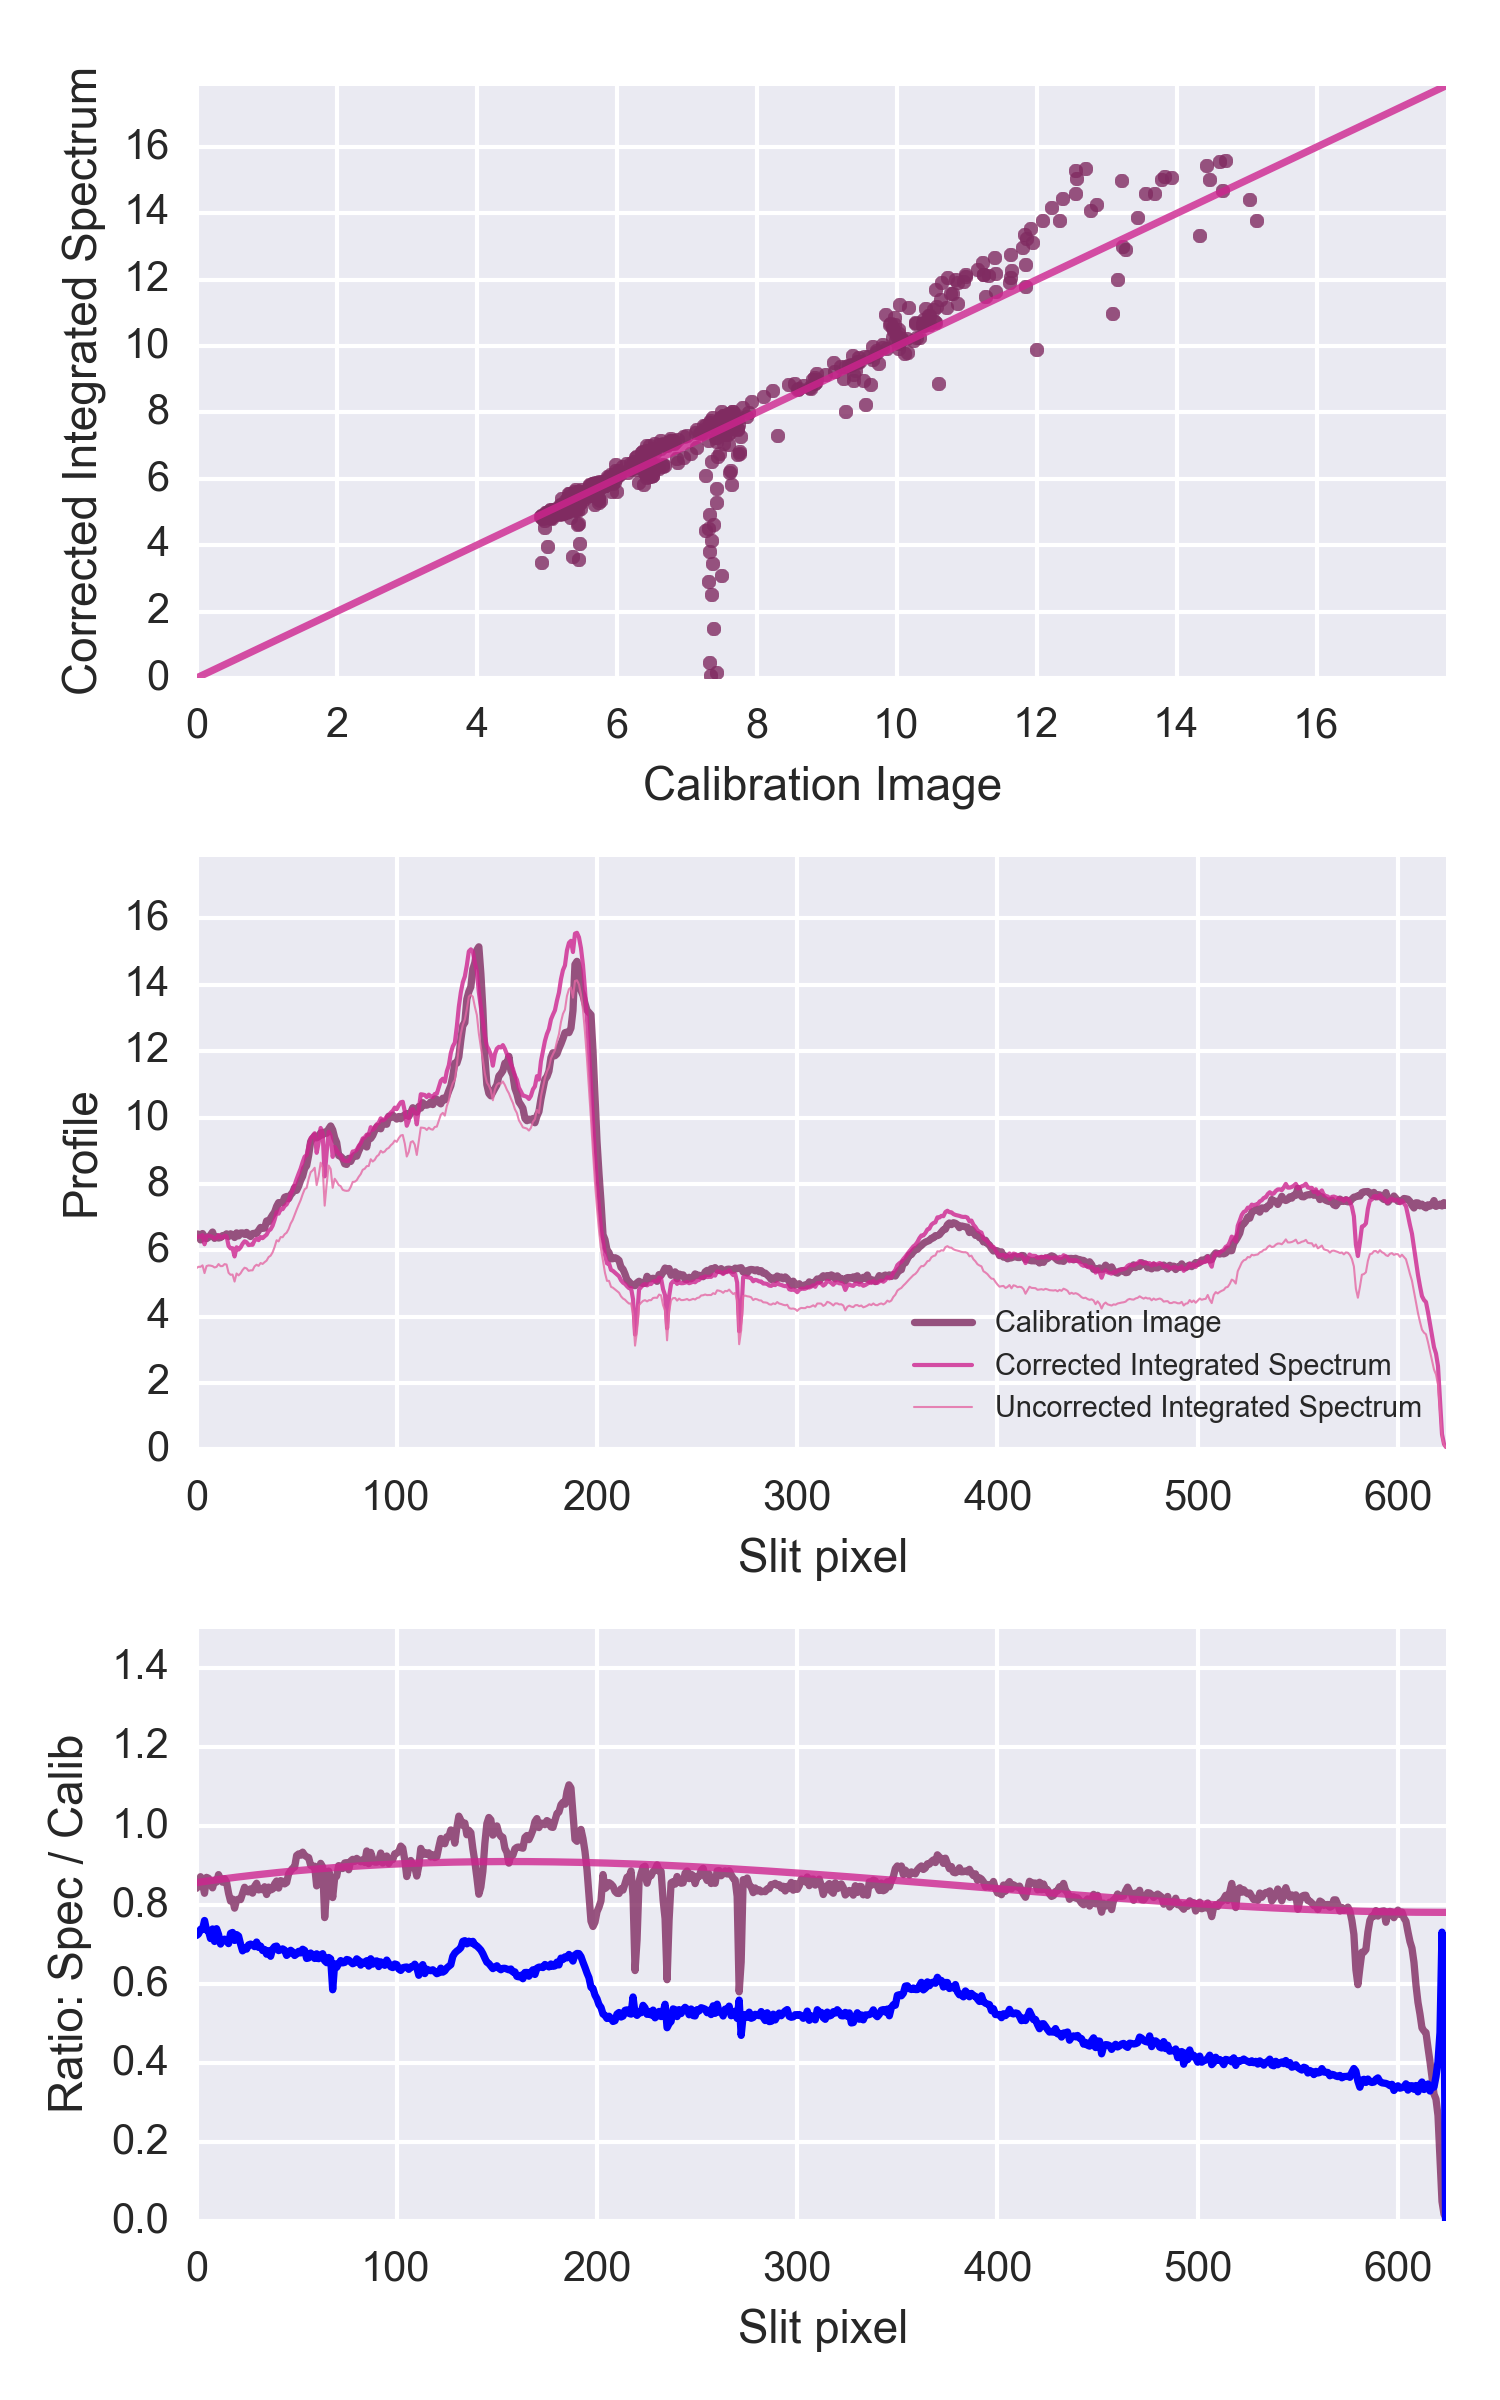 Corrected Integrated Spectrum
16
14
12
10
8
6
4
2
0
0 2 4 6 8 10 12 14 16
Calibration Image
Profile
16
14
12
10
8
6
4
2
0
Calibration Image
Corrected Integrated Spectrum
Uncorrected Integrated Spectrum
0 100 200 300 400 500 600
Slit pixel
Ratio: Spec / Calib
1.4
1.2
1.0
0.8
0.6
0.4
0.2
0.0
0 100 200 300 400 500 600
Slit pixel